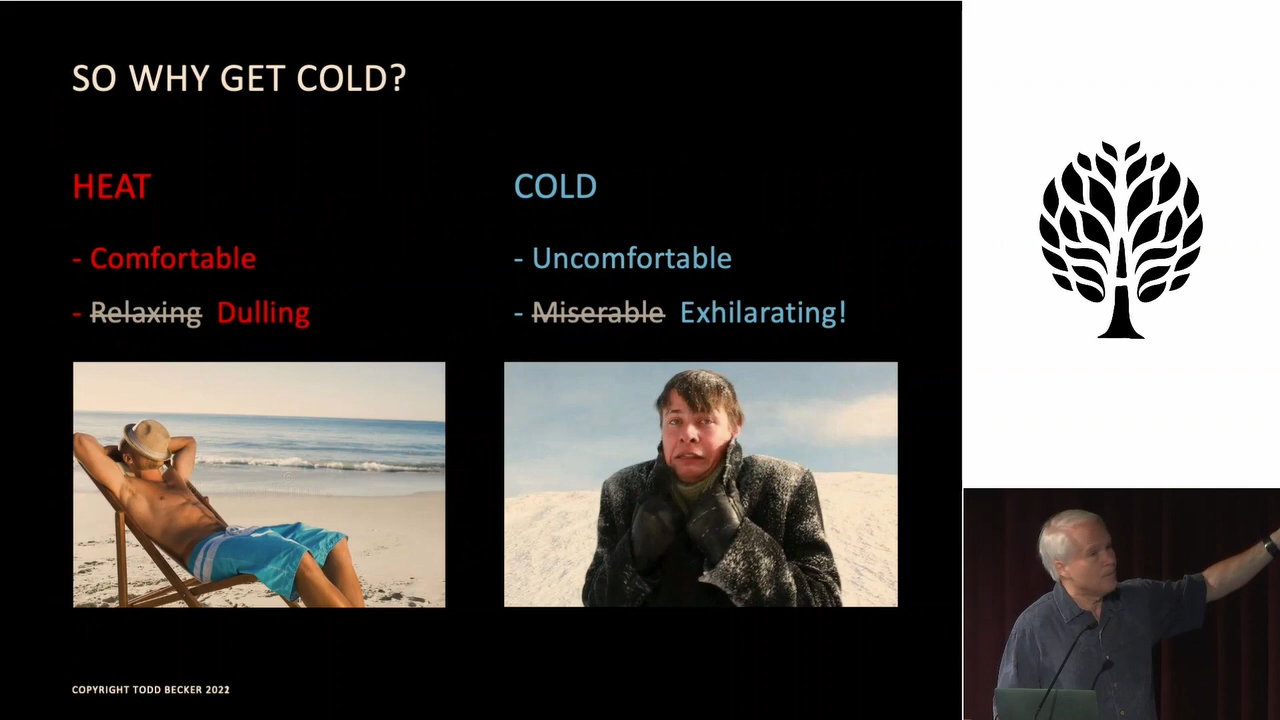 SO WHY GET COLD?
HEAT
- Comfortable
- Relaxing Dulling
COLD
- Uncomfortable
- Miserable Exhilarating!
COPYRIGHT TODD BECKER 2022